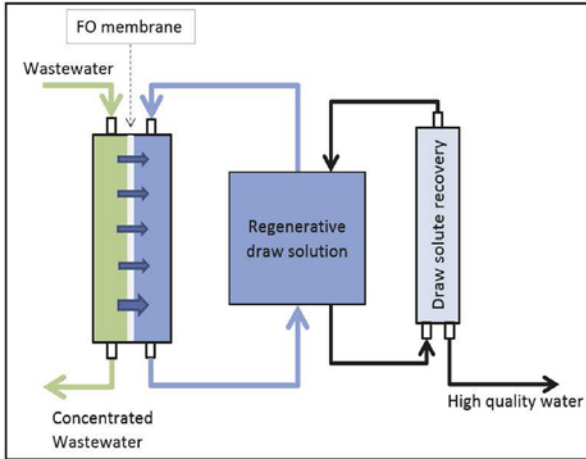 FO membrane
Wastewater
Regenerative
draw solution
Draw solute recovery
High quality water
Concentrated
Wastewater